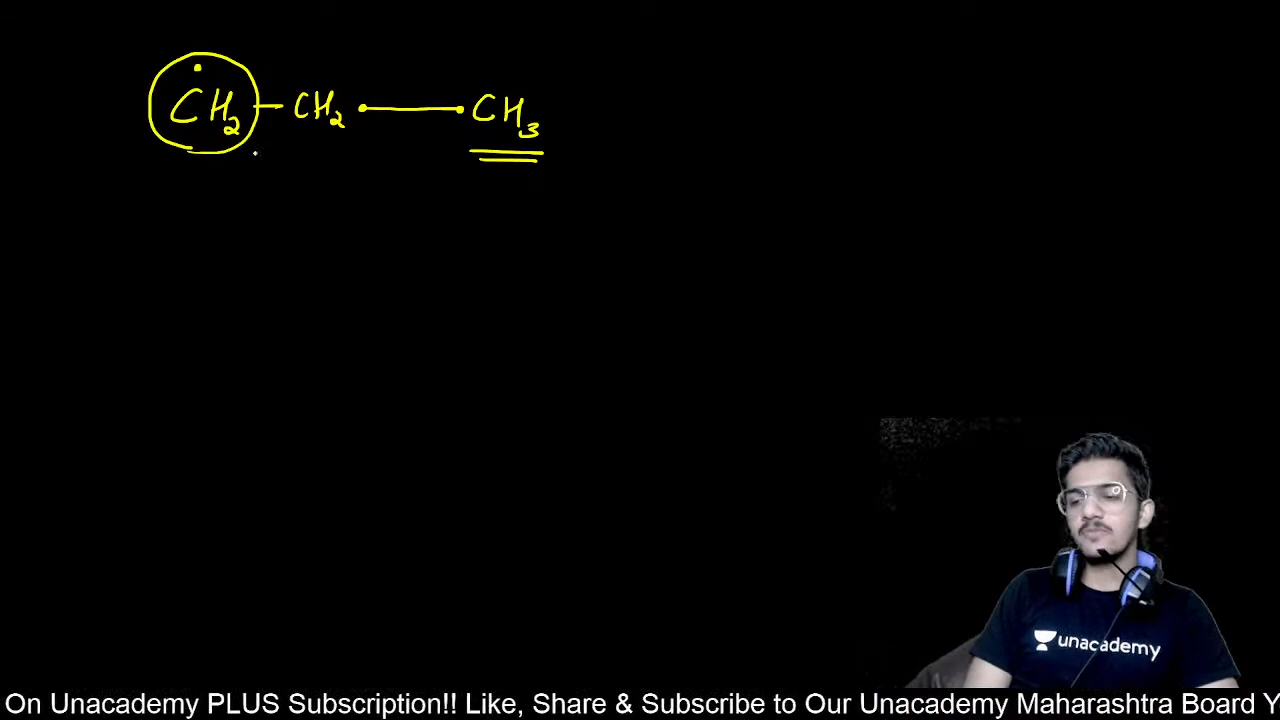 ĊH₂ — CH₂ — CH₃
unacademy
On Unacademy PLUS Subscription!! Like, Share & Subscribe to Our Unacademy Maharashtra Board Y